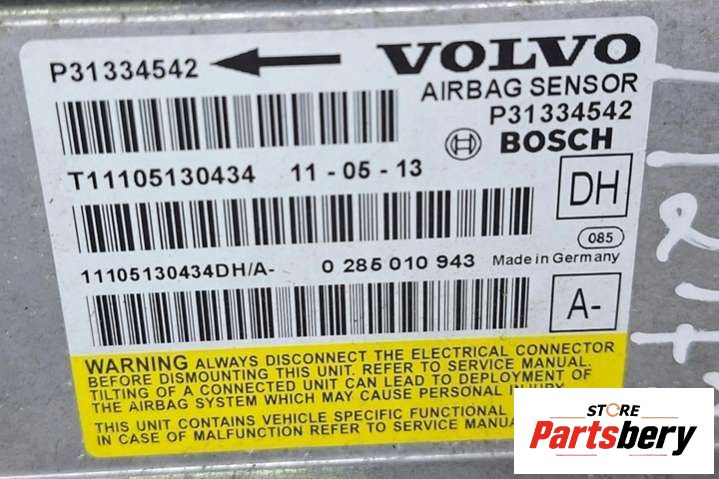 P31334542 VOLVO
AIRBAG SENSOR
P31334542
BOSCH
T11105130434 11-05-13
DH
085
11105130434DH/A- 0 285 010 943 Made in Germany
A-
WARNING ALWAYS DISCONNECT THE ELECTRICAL CONNECTOR
BEFORE DISMOUNTING THIS UNIT. REFER TO SERVICE MANUAL.
TILTING OF A CONNECTED UNIT CAN LEAD TO DEPLOYMENT OF
THE AIRBAG SYSTEM WHICH MAY CAUSE PERSONAL INJURY.
THIS UNIT CONTAINS VEHICLE SPECIFIC FUNCTIONAL
IN CASE OF MALFUNCTION REFER TO SERVICE MANUA
STORE
Partsbery